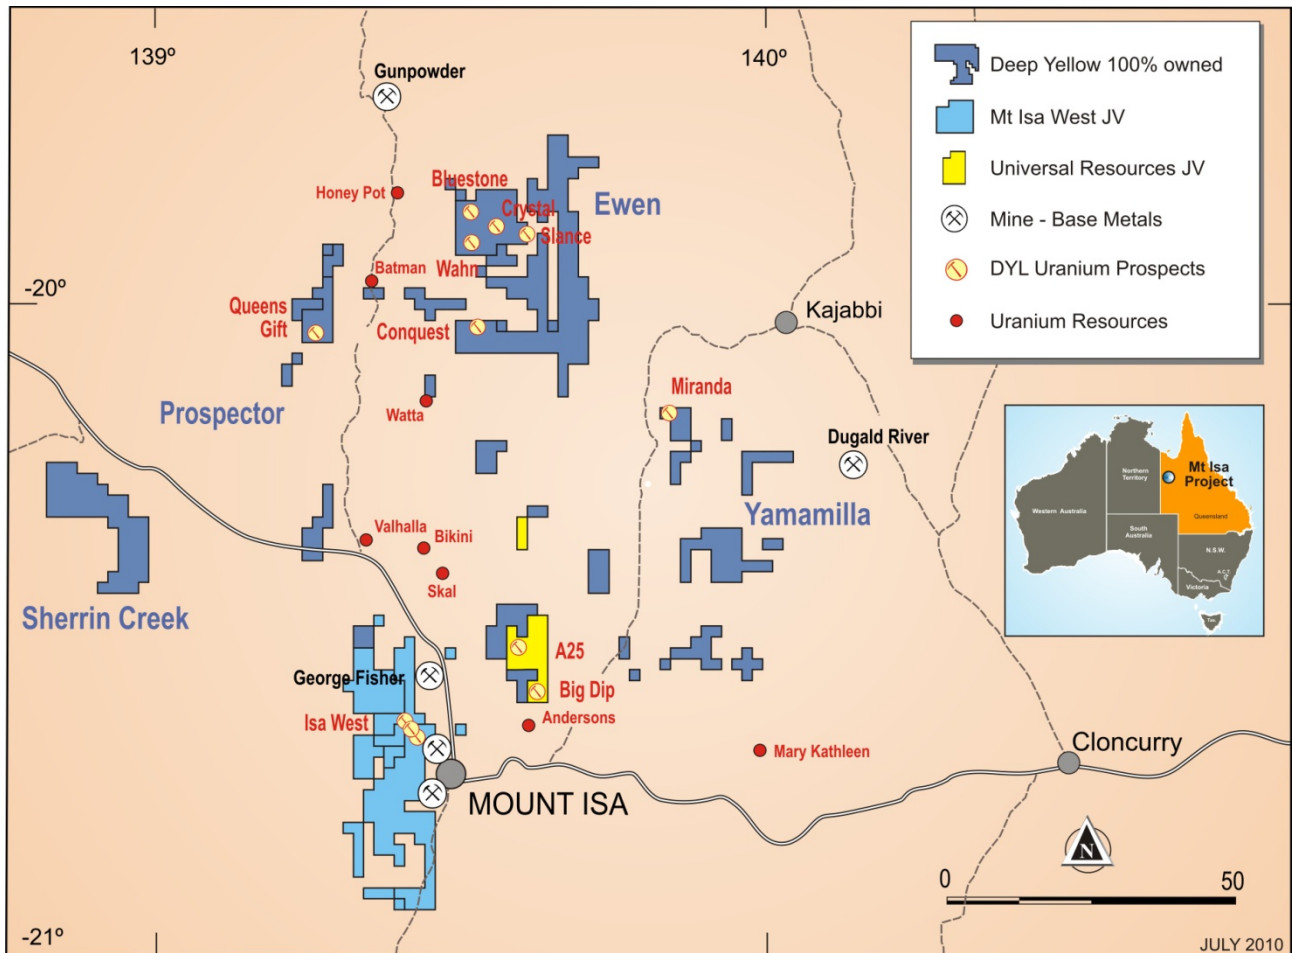 139º
140º
Gunpowder
Deep Yellow 100% owned
Mt Isa West JV
Universal Resources JV
Mine - Base Metals
DYL Uranium Prospects
Uranium Resources
Bluestone
Honey Pot
Crystal
Ewen
Slance
Wahn
Batman
-20º
Queens
Gift
Conquest
Kajabbi
Miranda
Prospector
Watta
Dugald River
Mt Isa
Project
Northern
Territory
Western Australia
Queensland
South
Australia
N.S.W.
A.C.T.
Victoria
Tas.
Yamamilla
Valhalla
Bikini
Skal
Sherrin Creek
A25
George Fisher
Big Dip
Isa West
Andersons
Mary Kathleen
Cloncurry
MOUNT ISA
N
0
50
-21º
JULY 2010